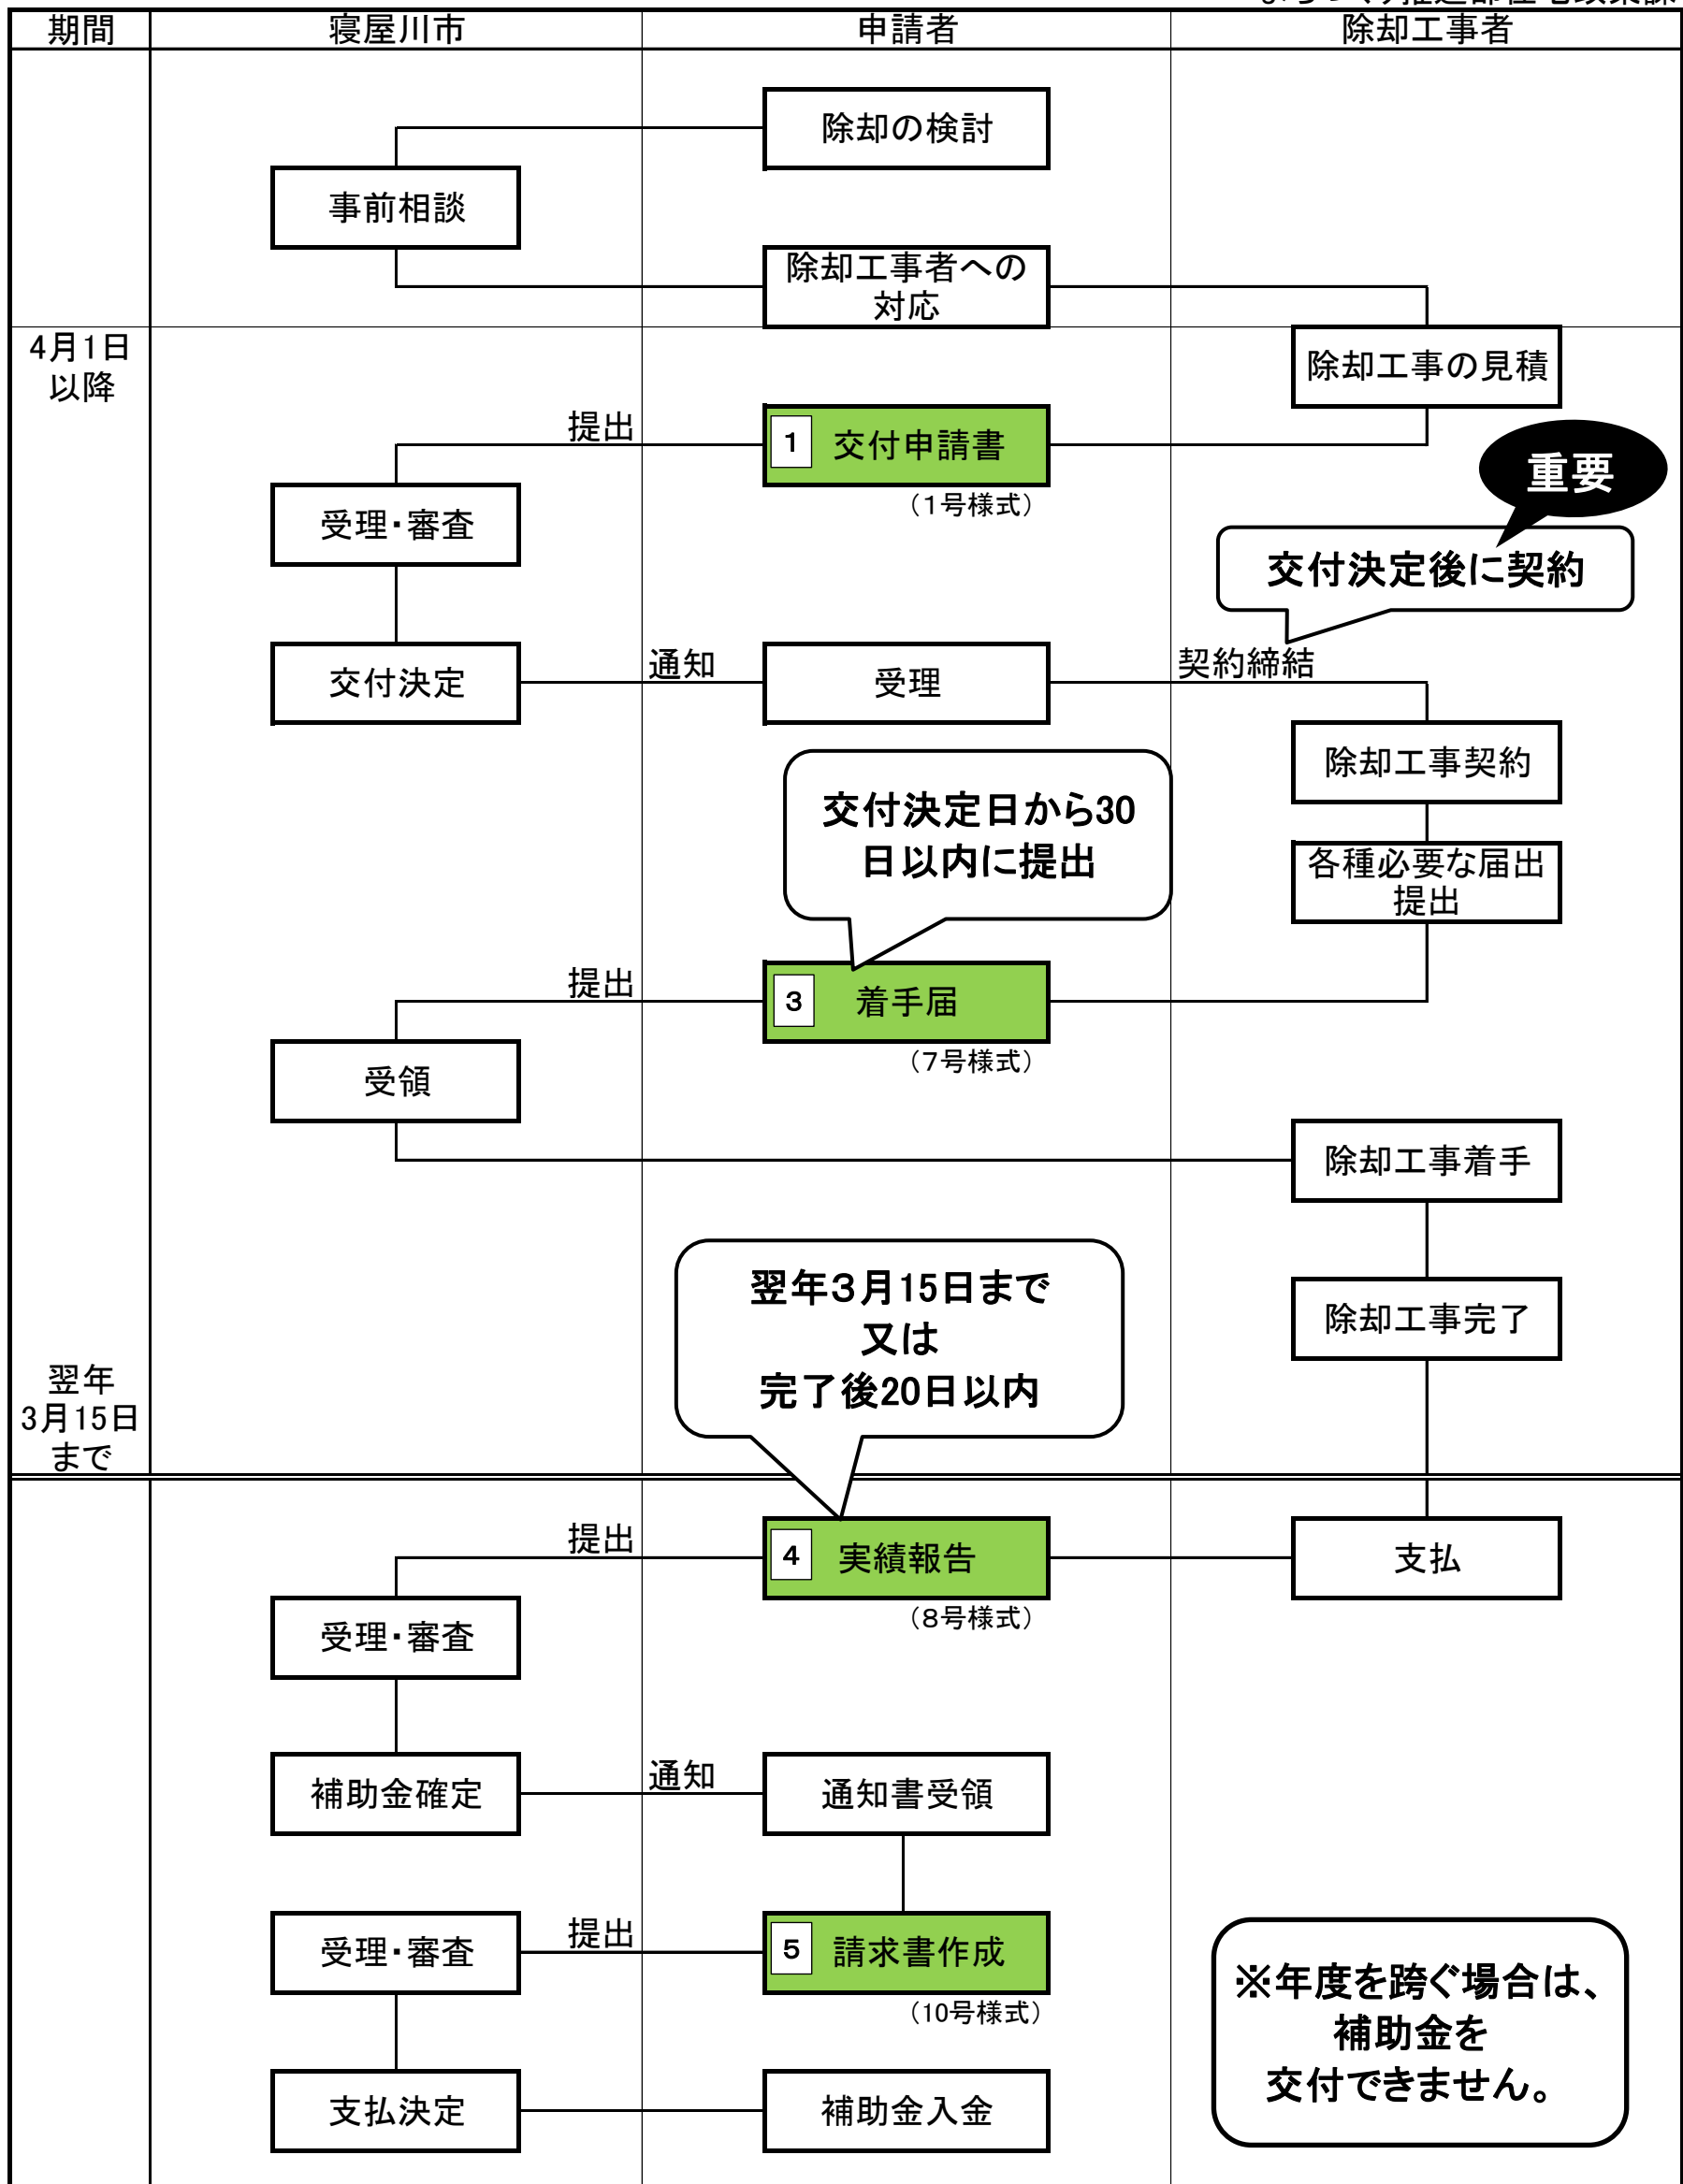 期間 寝屋川市 申請者 除却工事者
除却の検討
事前相談
除却工事者への
対応
4月1日
以降
除却工事の見積
提出
1 交付申請書
(1号様式)
重要
受理・審査
交付決定後に契約
交付決定
通知
受理
契約締結
除却工事契約
交付決定日から30
日以内に提出
各種必要な届出
提出
提出
3 着手届
(7号様式)
受領
除却工事着手
翌年3月15日まで
又は
完了後20日以内
除却工事完了
翌年
3月15日
まで
提出
4 実績報告
(8号様式)
支払
受理・審査
補助金確定
通知
通知書受領
受理・審査
提出
5 請求書作成
(10号様式)
※年度を跨ぐ場合は、
補助金を
交付できません。
支払決定
補助金入金